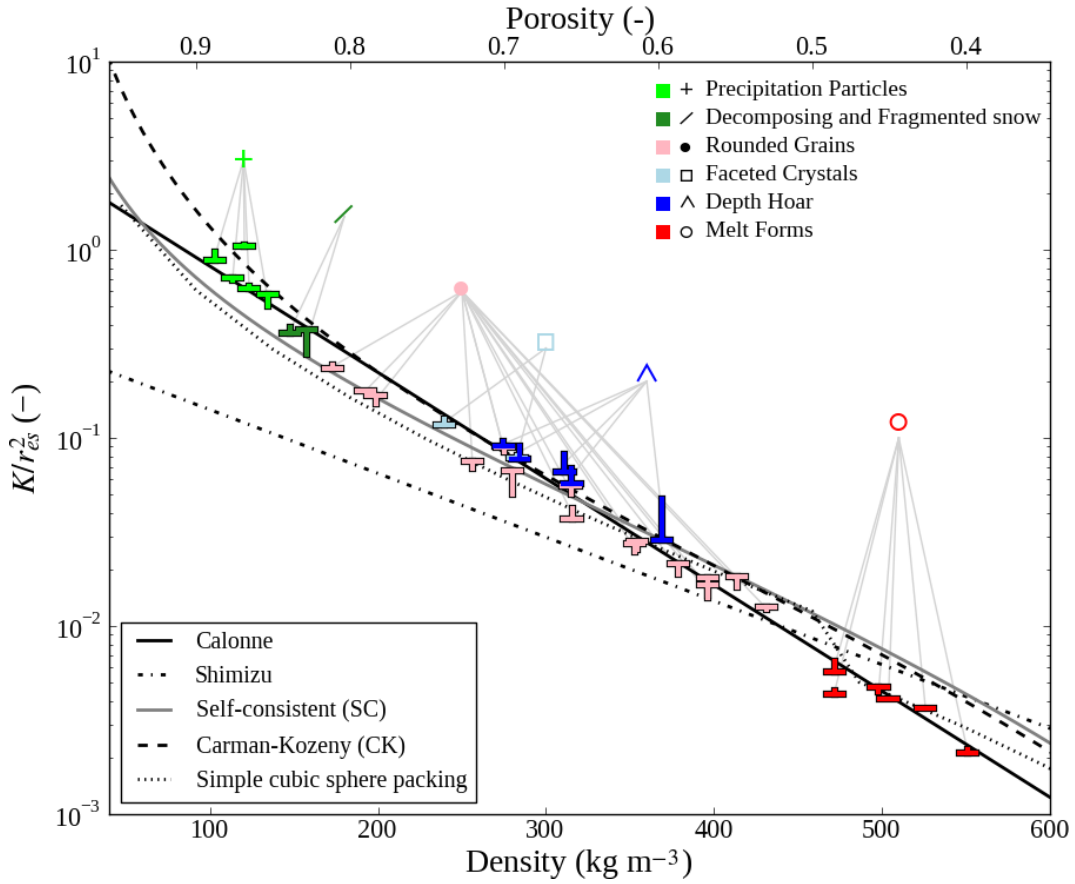 Porosity (-)
0.9 0.8 0.7 0.6 0.5 0.4
10^1
10^0
10^{-1}
10^{-2}
10^{-3}
K/r_{es}^2 (−)
Precipitation Particles
Decomposing and Fragmented snow
Rounded Grains
Faceted Crystals
Depth Hoar
Melt Forms
Calonne
Shimizu
Self-consistent (SC)
Carman-Kozeny (CK)
Simple cubic sphere packing
100 200 300 400 500 600
Density (kg m^{−3})